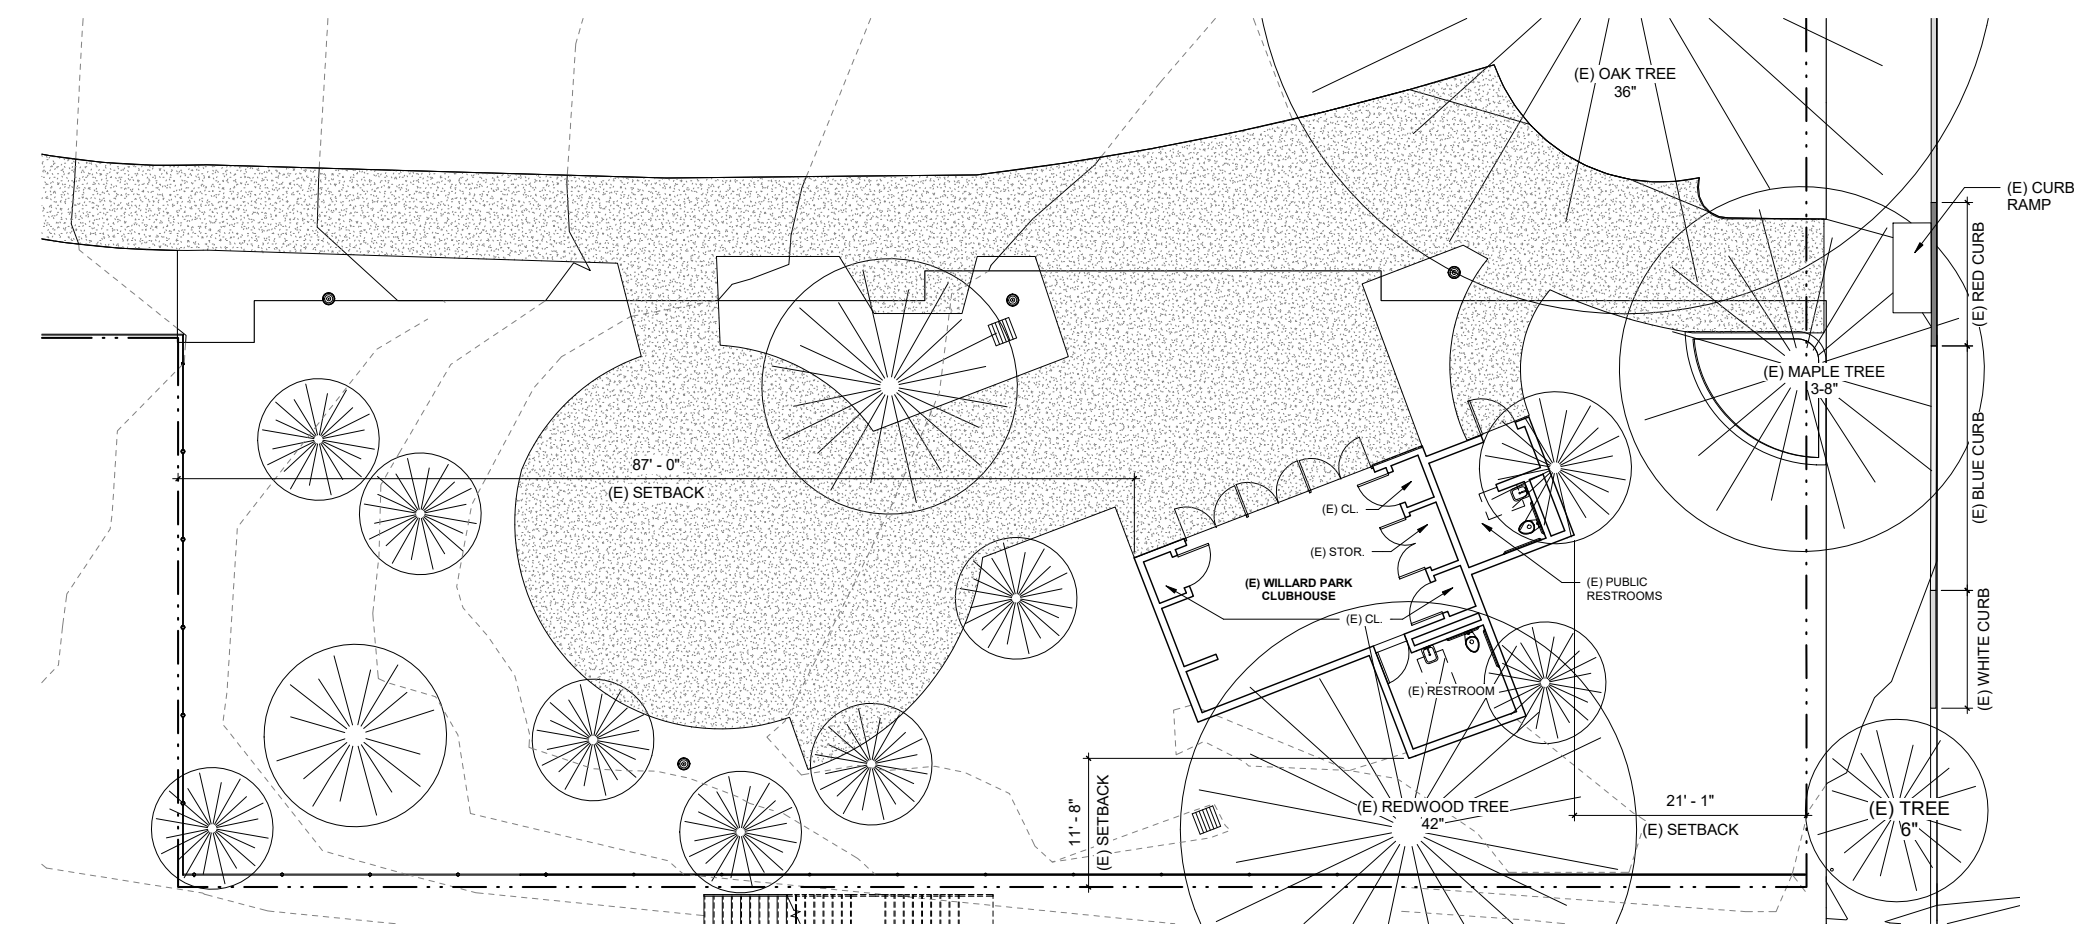 (E) OAK TREE
36"
(E) CURB
RAMP
(E) RED CURB
(E) MAPLE TREE
3-8"
(E) BLUE CURB
87' - 0"
(E) SETBACK
(E) CL.
(E) STOR.
(E) WILLARD PARK
CLUBHOUSE
(E) PUBLIC
RESTROOMS
(E) CL.
(E) WHITE CURB
(E) RESTROOM
11' - 8"
(E) SETBACK
(E) REDWOOD TREE
42"
21' - 1"
(E) SETBACK
(E) TREE
6"